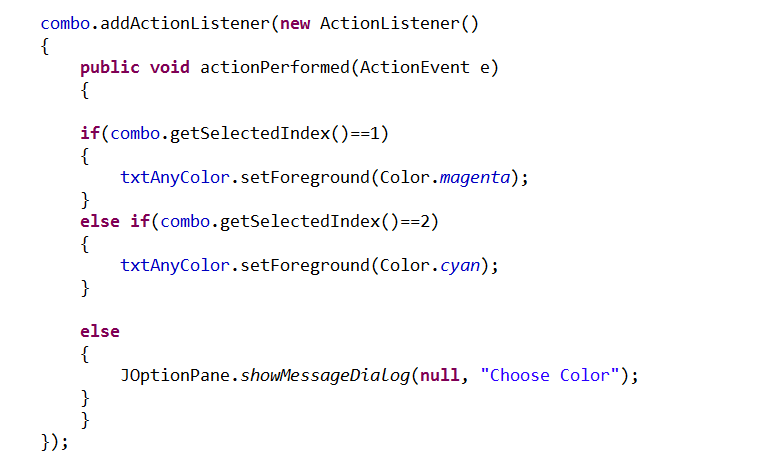 combo.addActionListener(new ActionListener()
{
public void actionPerformed(ActionEvent e)
{
if(combo.getSelectedIndex()==1)
{
txtAnyColor.setForeground(Color.magenta);
}
else if(combo.getSelectedIndex()==2)
{
txtAnyColor.setForeground(Color.cyan);
}
else
{
JOptionPane.showMessageDialog(null, "Choose Color");
}
}
});